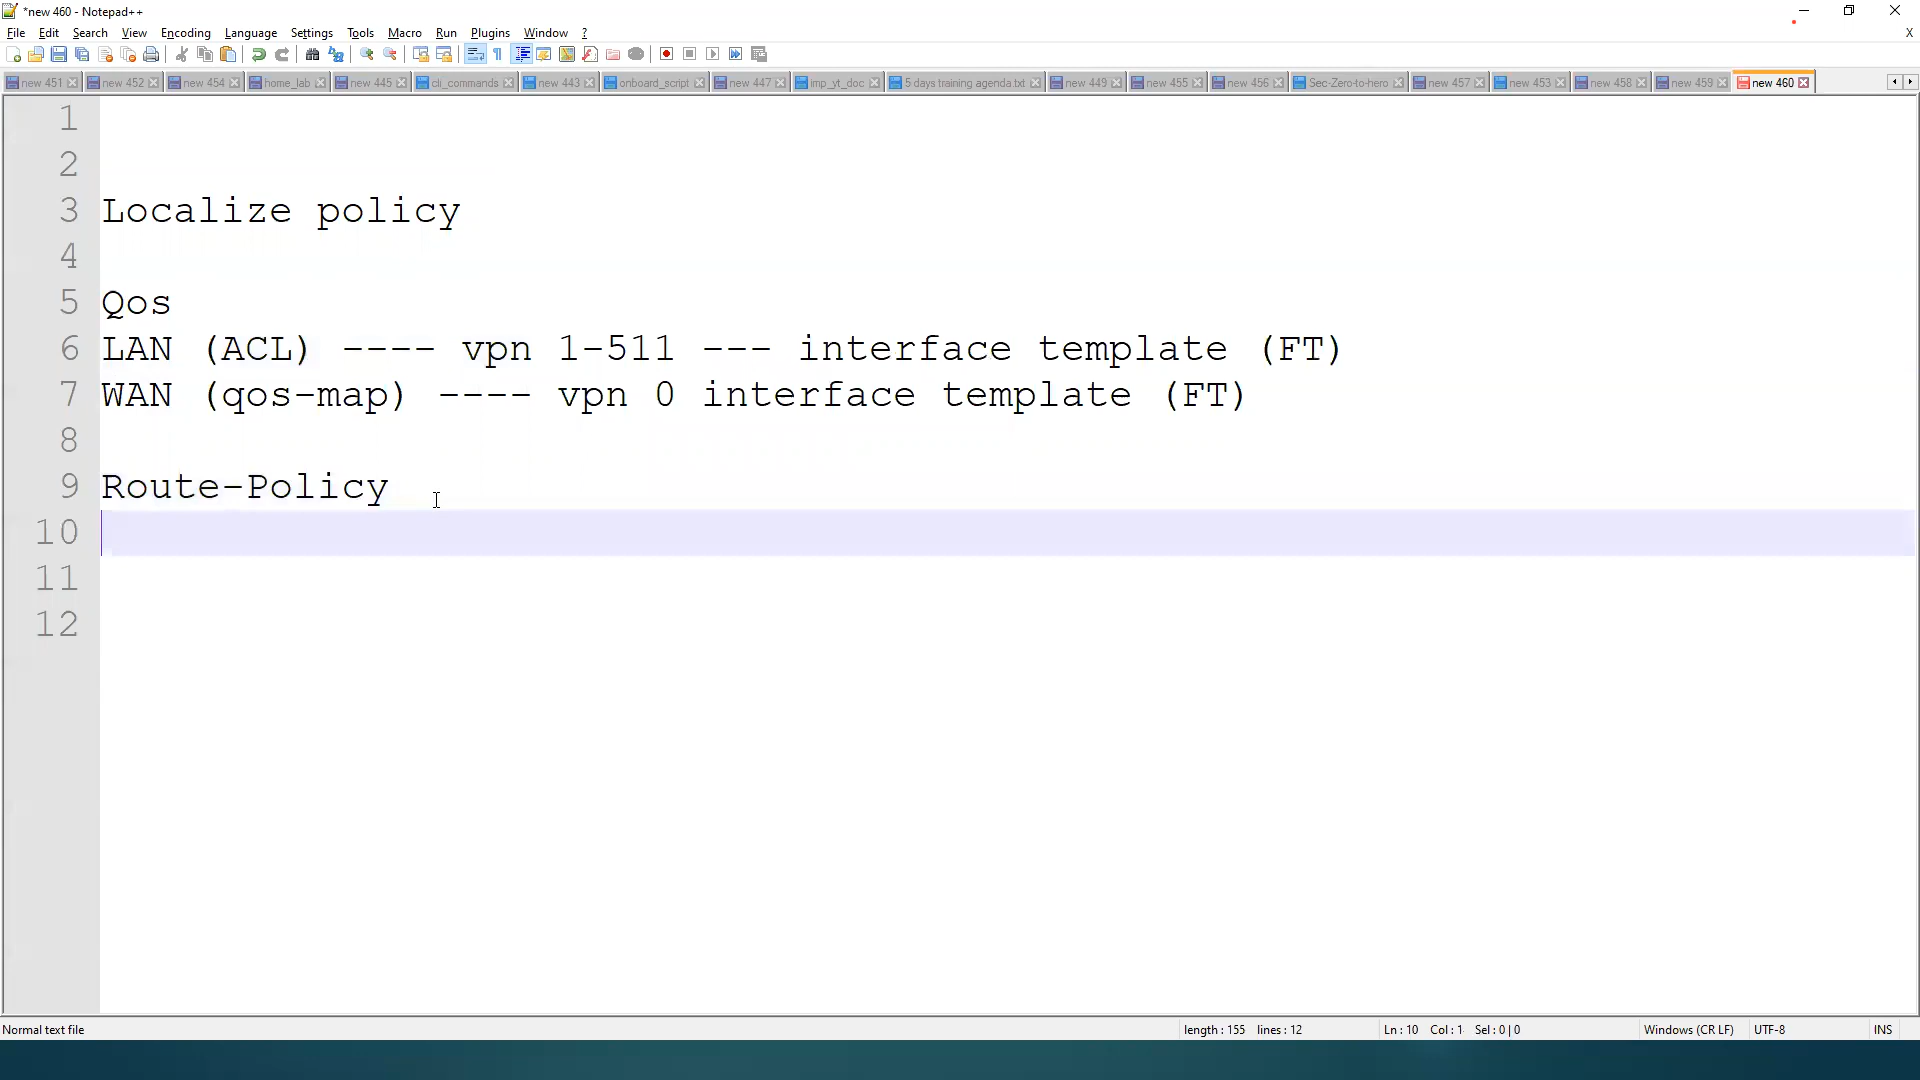 *new 460 - Notepad++
File Edit Search View Encoding Language Settings Tools Macro Run Plugins Window ?
X
new 451 new 452 new 454 home_lab new 445 cli_commands new 443 onboard_script new 447 imp_yt_doc 5 days training agenda.txt new 449 new 455 new 456 Sec-Zero-to-hero new 457 new 453 new 458 new 459 new 460
1
2
3 Localize policy
4
5 Qos
6 LAN (ACL) ---- vpn 1-511 --- interface template (FT)
7 WAN (qos-map) ---- vpn 0 interface template (FT)
8
9 Route-Policy
10
11
12
Normal text file length : 155 lines : 12 Ln : 10 Col : 1 Sel : 0 | 0 Windows (CR LF) UTF-8 INS